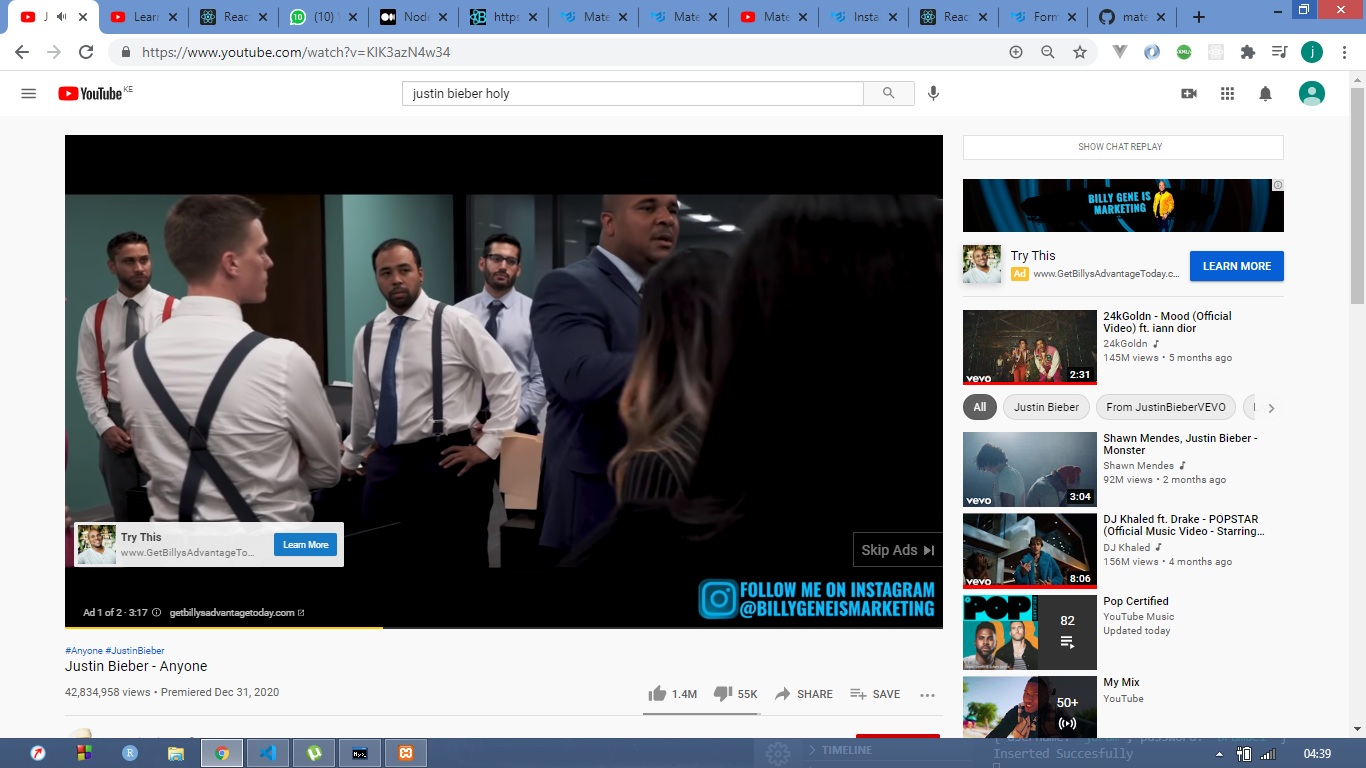 J
Learn
Reac
(10)
Node
https
Mate
Mate
Mate
Insta
Reac
Form
mate
https://www.youtube.com/watch?v=KIK3azN4w34
j
YouTube KE
justin bieber holy
Try This
www.GetBillysAdvantageTo...
Learn More
Skip Ads
FOLLOW ME ON INSTAGRAM
@BILLYGENEISMARKETING
Ad 1 of 2 · 3:17 getbillysadvantagetoday.com
#Anyone #JustinBieber
Justin Bieber - Anyone
42,834,958 views • Premiered Dec 31, 2020
1.4M 55K SHARE SAVE
SHOW CHAT REPLAY
BILLY GENE IS
MARKETING
Try This
Ad www.GetBillysAdvantageToday.c...
LEARN MORE
vevo 2:31
24kGoldn - Mood (Official
Video) ft. iann dior
24kGoldn
145M views • 5 months ago
All Justin Bieber From JustinBieberVEVO
vevo 3:04
Shawn Mendes, Justin Bieber -
Monster
Shawn Mendes
92M views • 2 months ago
vevo 8:06
DJ Khaled ft. Drake - POPSTAR
(Official Music Video - Starring...
DJ Khaled
156M views • 4 months ago
POP
82
Pop Certified
YouTube Music
Updated today
50+
My Mix
YouTube
TIMELINE
Inserted Succesfully
04:39